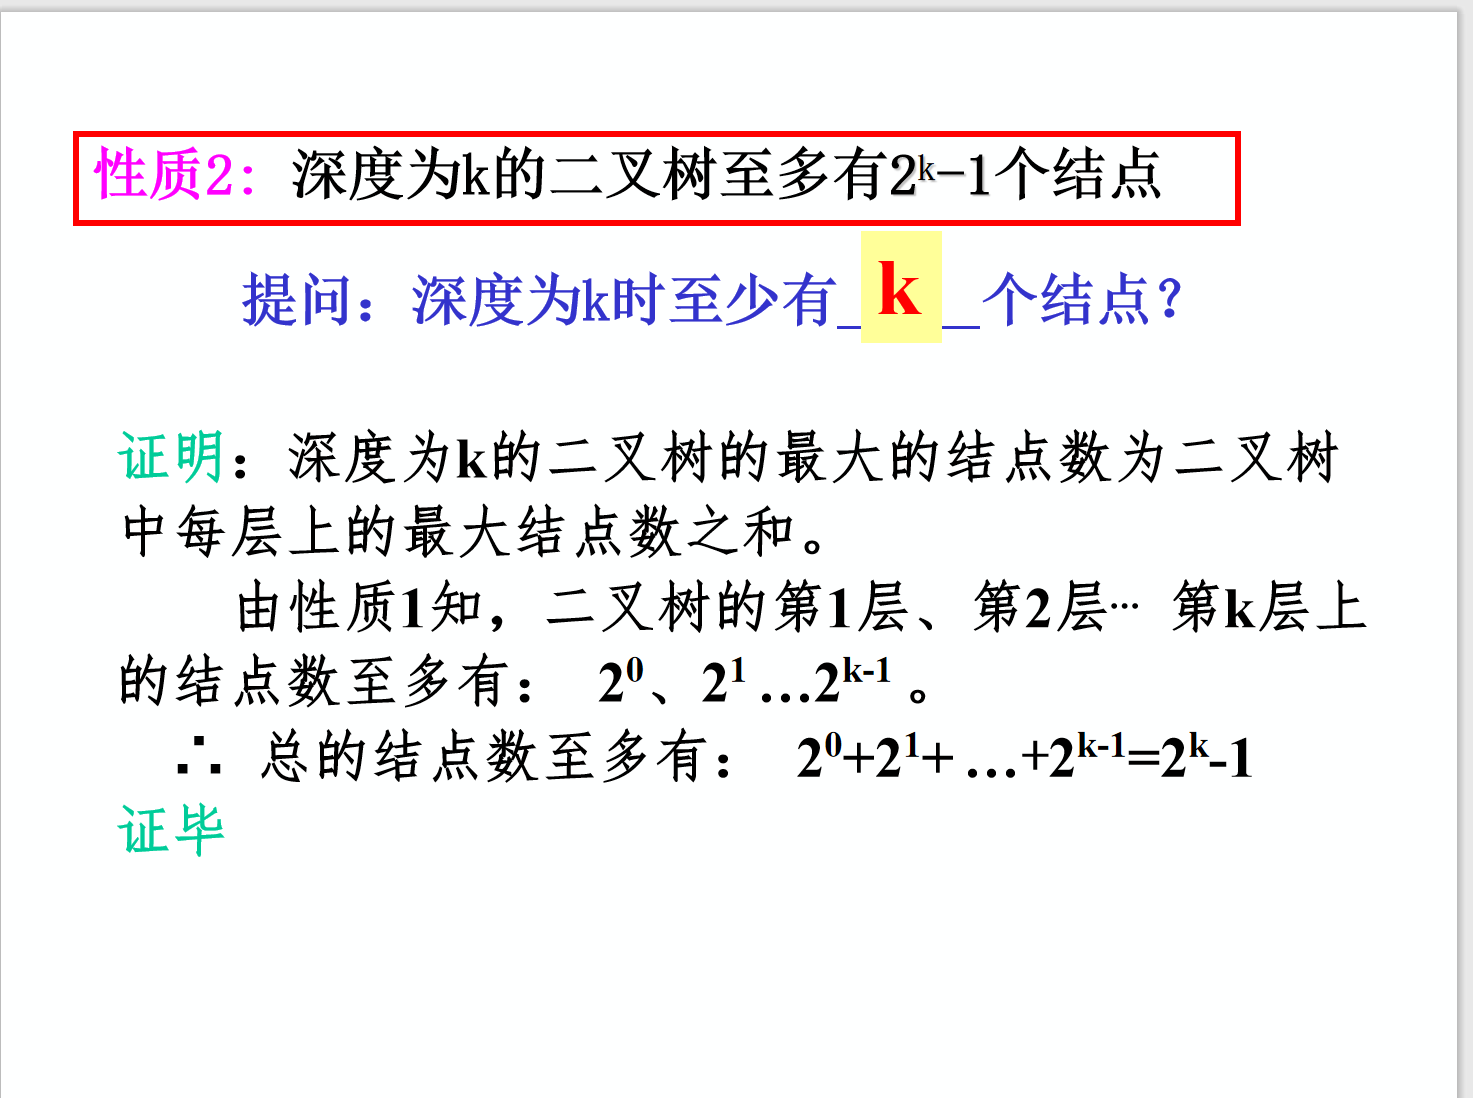 性质2：深度为k的二叉树至多有2ᵏ-1个结点
提问：深度为k时至少有_k_个结点？
证明：深度为k的二叉树的最大的结点数为二叉树
中每层上的最大结点数之和。
由性质1知，二叉树的第1层、第2层… 第k层上
的结点数至多有： 2⁰、2¹ …2ᵏ⁻¹ 。
∴ 总的结点数至多有： 2⁰+2¹+ …+2ᵏ⁻¹=2ᵏ-1
证毕